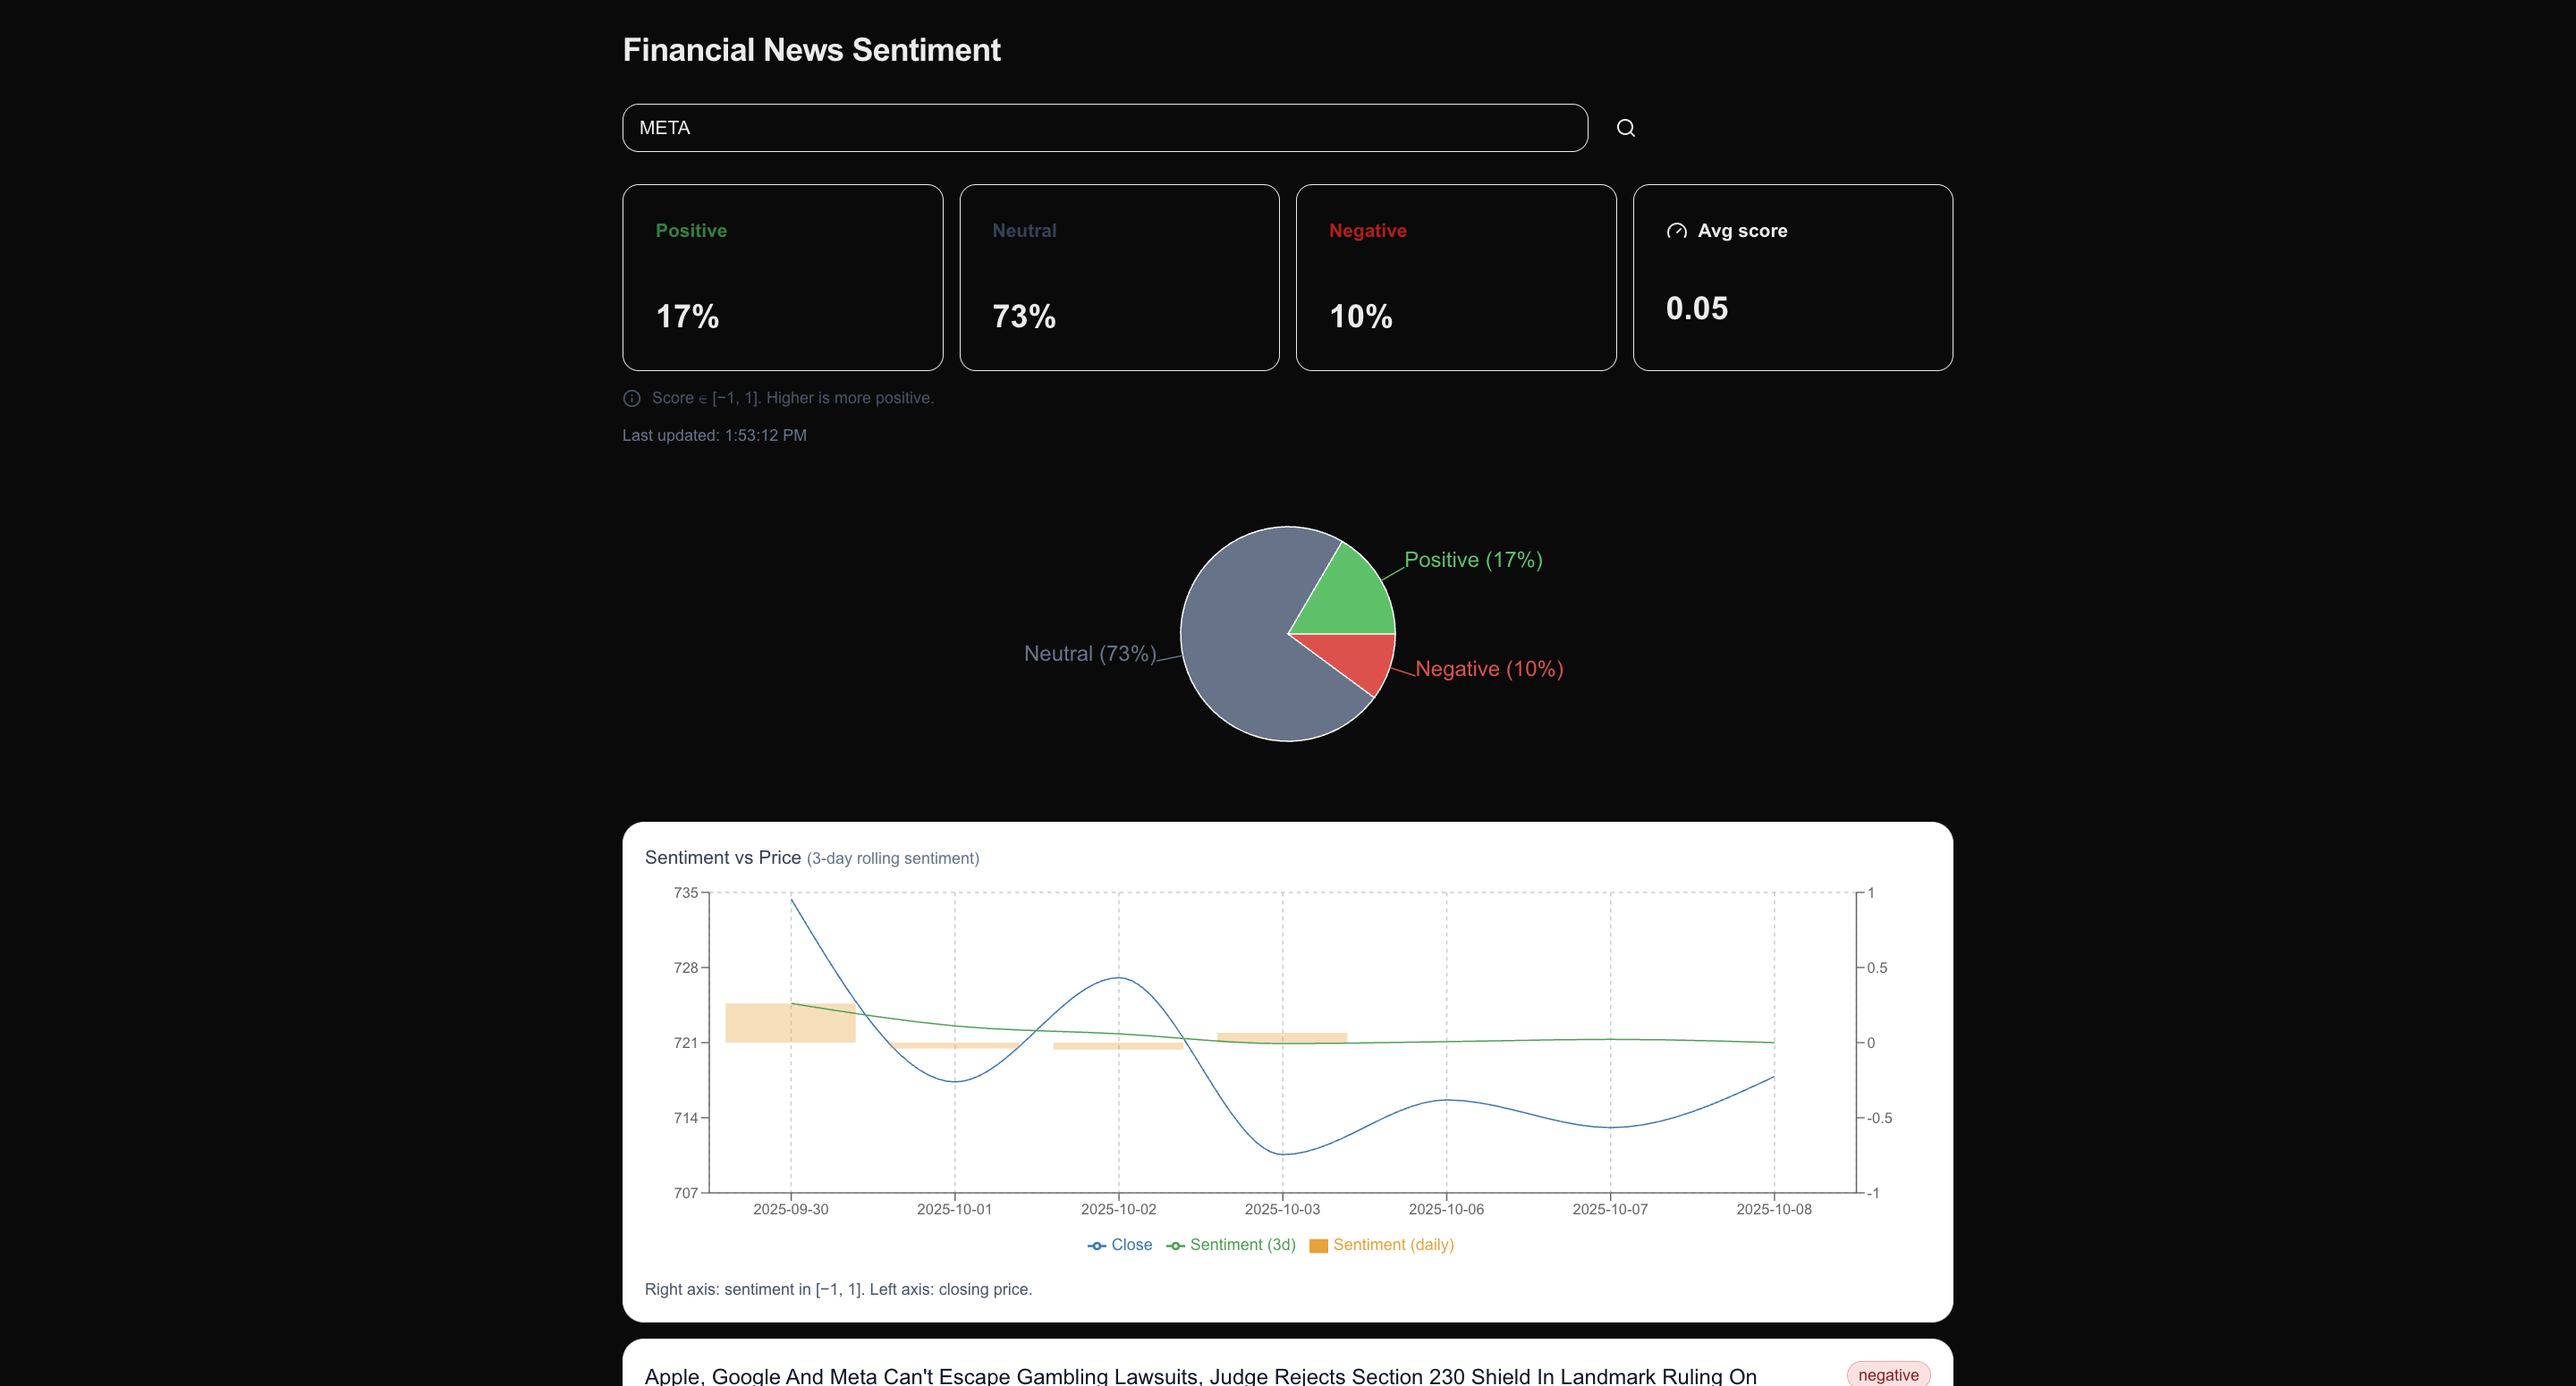 Financial News Sentiment
META
Positive
Neutral
Negative
Avg score
17%
73%
10%
0.05
Score ∈ [−1, 1]. Higher is more positive.
Last updated: 1:53:12 PM
Positive (17%)
Neutral (73%)
Negative (10%)
Sentiment vs Price (3-day rolling sentiment)
735
728
721
714
707
1
0.5
0
-0.5
-1
2025-09-30
2025-10-01
2025-10-02
2025-10-03
2025-10-06
2025-10-07
2025-10-08
Close
Sentiment (3d)
Sentiment (daily)
Right axis: sentiment in [−1, 1]. Left axis: closing price.
Apple, Google And Meta Can't Escape Gambling Lawsuits, Judge Rejects Section 230 Shield In Landmark Ruling On
negative